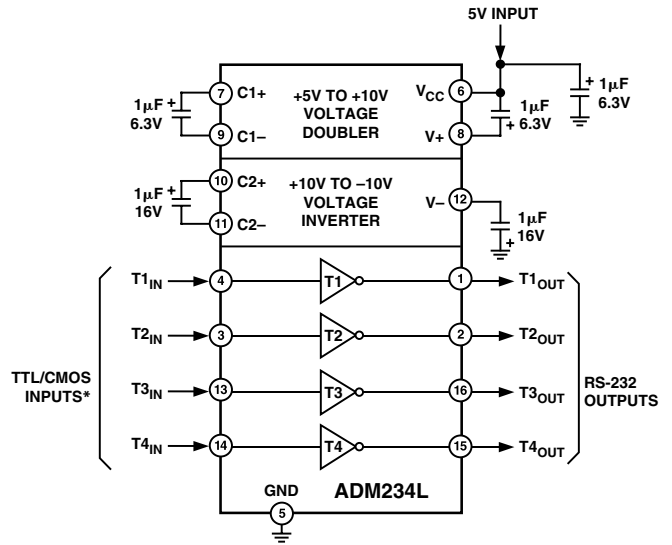 5V INPUT
1μF
6.3V
+
7
C1+
9
C1–
+5V TO +10V
VOLTAGE
DOUBLER
VCC
6
V+
8
+
1μF
6.3V
+
1μF
6.3V
1μF
16V
+
10
C2+
11
C2–
+10V TO –10V
VOLTAGE
INVERTER
V–
12
+
1μF
16V
T1IN
4
T1
1
T1OUT
T2IN
3
T2
2
T2OUT
TTL/CMOS
INPUTS*
T3IN
13
T3
16
T3OUT
RS-232
OUTPUTS
T4IN
14
T4
15
T4OUT
GND
5
ADM234L